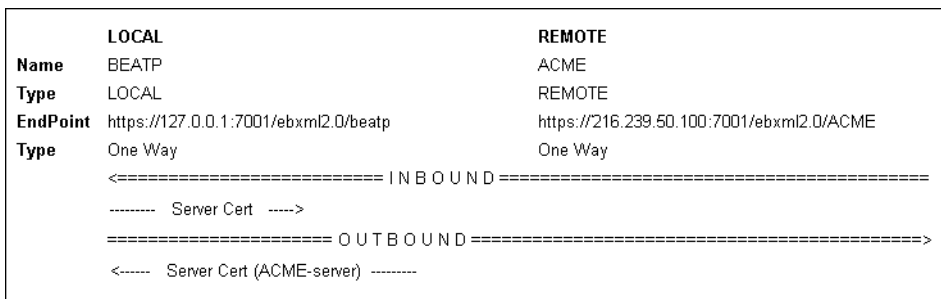 LOCAL REMOTE
Name BEATP ACME
Type LOCAL REMOTE
EndPoint https://127.0.0.1:7001/ebxml2.0/beatp https://'216.239.50.100:7001/ebxml2.0/ACME
Type One Way One Way
<========================== I N B O U N D ==========================================
--------- Server Cert ----->
====================== O U T B O U N D ============================================>
<------ Server Cert (ACME-server) ---------